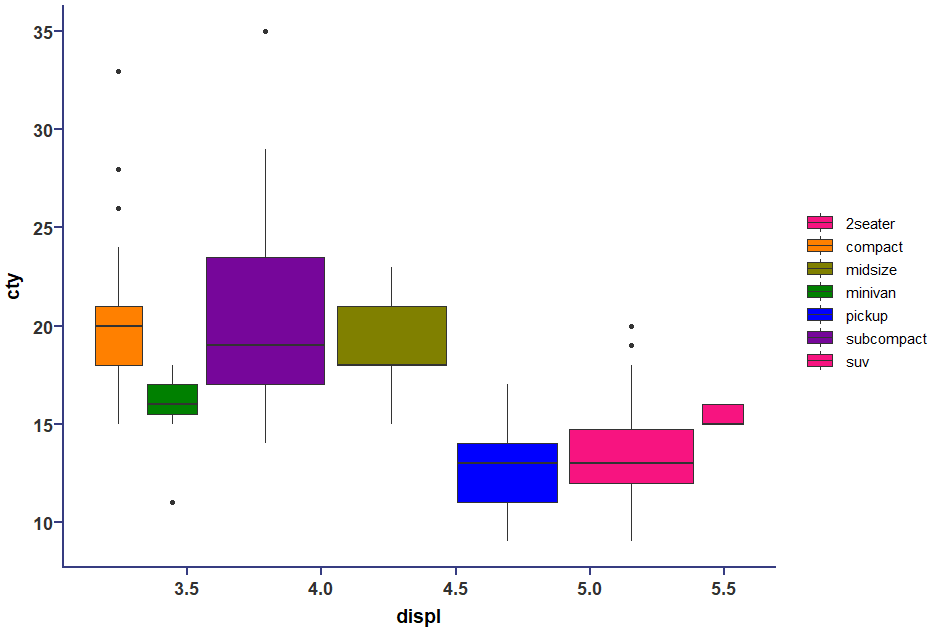 35
30
25
20
15
10
cty
3.5 4.0 4.5 5.0 5.5
displ
2seater
compact
midsize
minivan
pickup
subcompact
suv